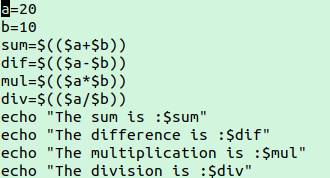 a=20
b=10
sum=$(($a+$b))
dif=$(($a-$b))
mul=$(($a*$b))
div=$(($a/$b))
echo "The sum is :$sum"
echo "The difference is :$dif"
echo "The multiplication is :$mul"
echo "The division is :$div"